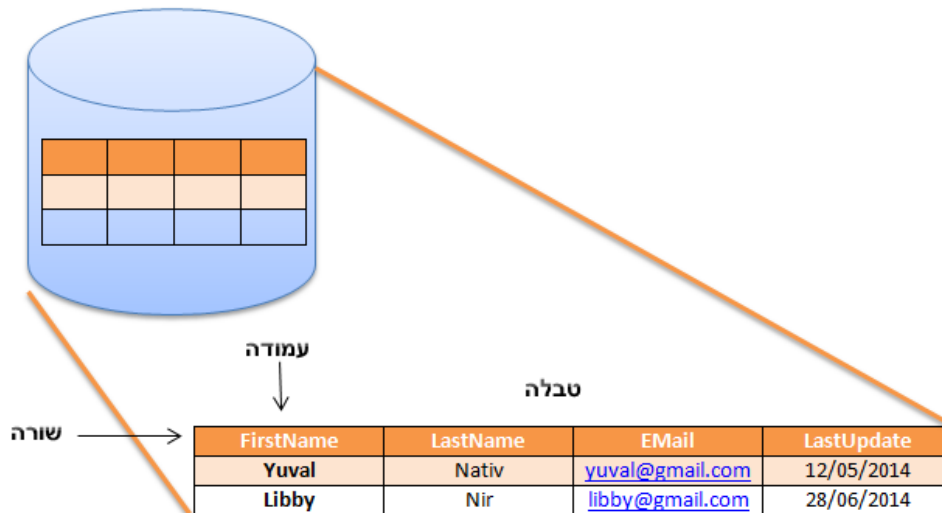 עמודה
טבלה
שורה
FirstName LastName EMail LastUpdate
Yuval Nativ yuval@gmail.com 12/05/2014
Libby Nir libby@gmail.com 28/06/2014